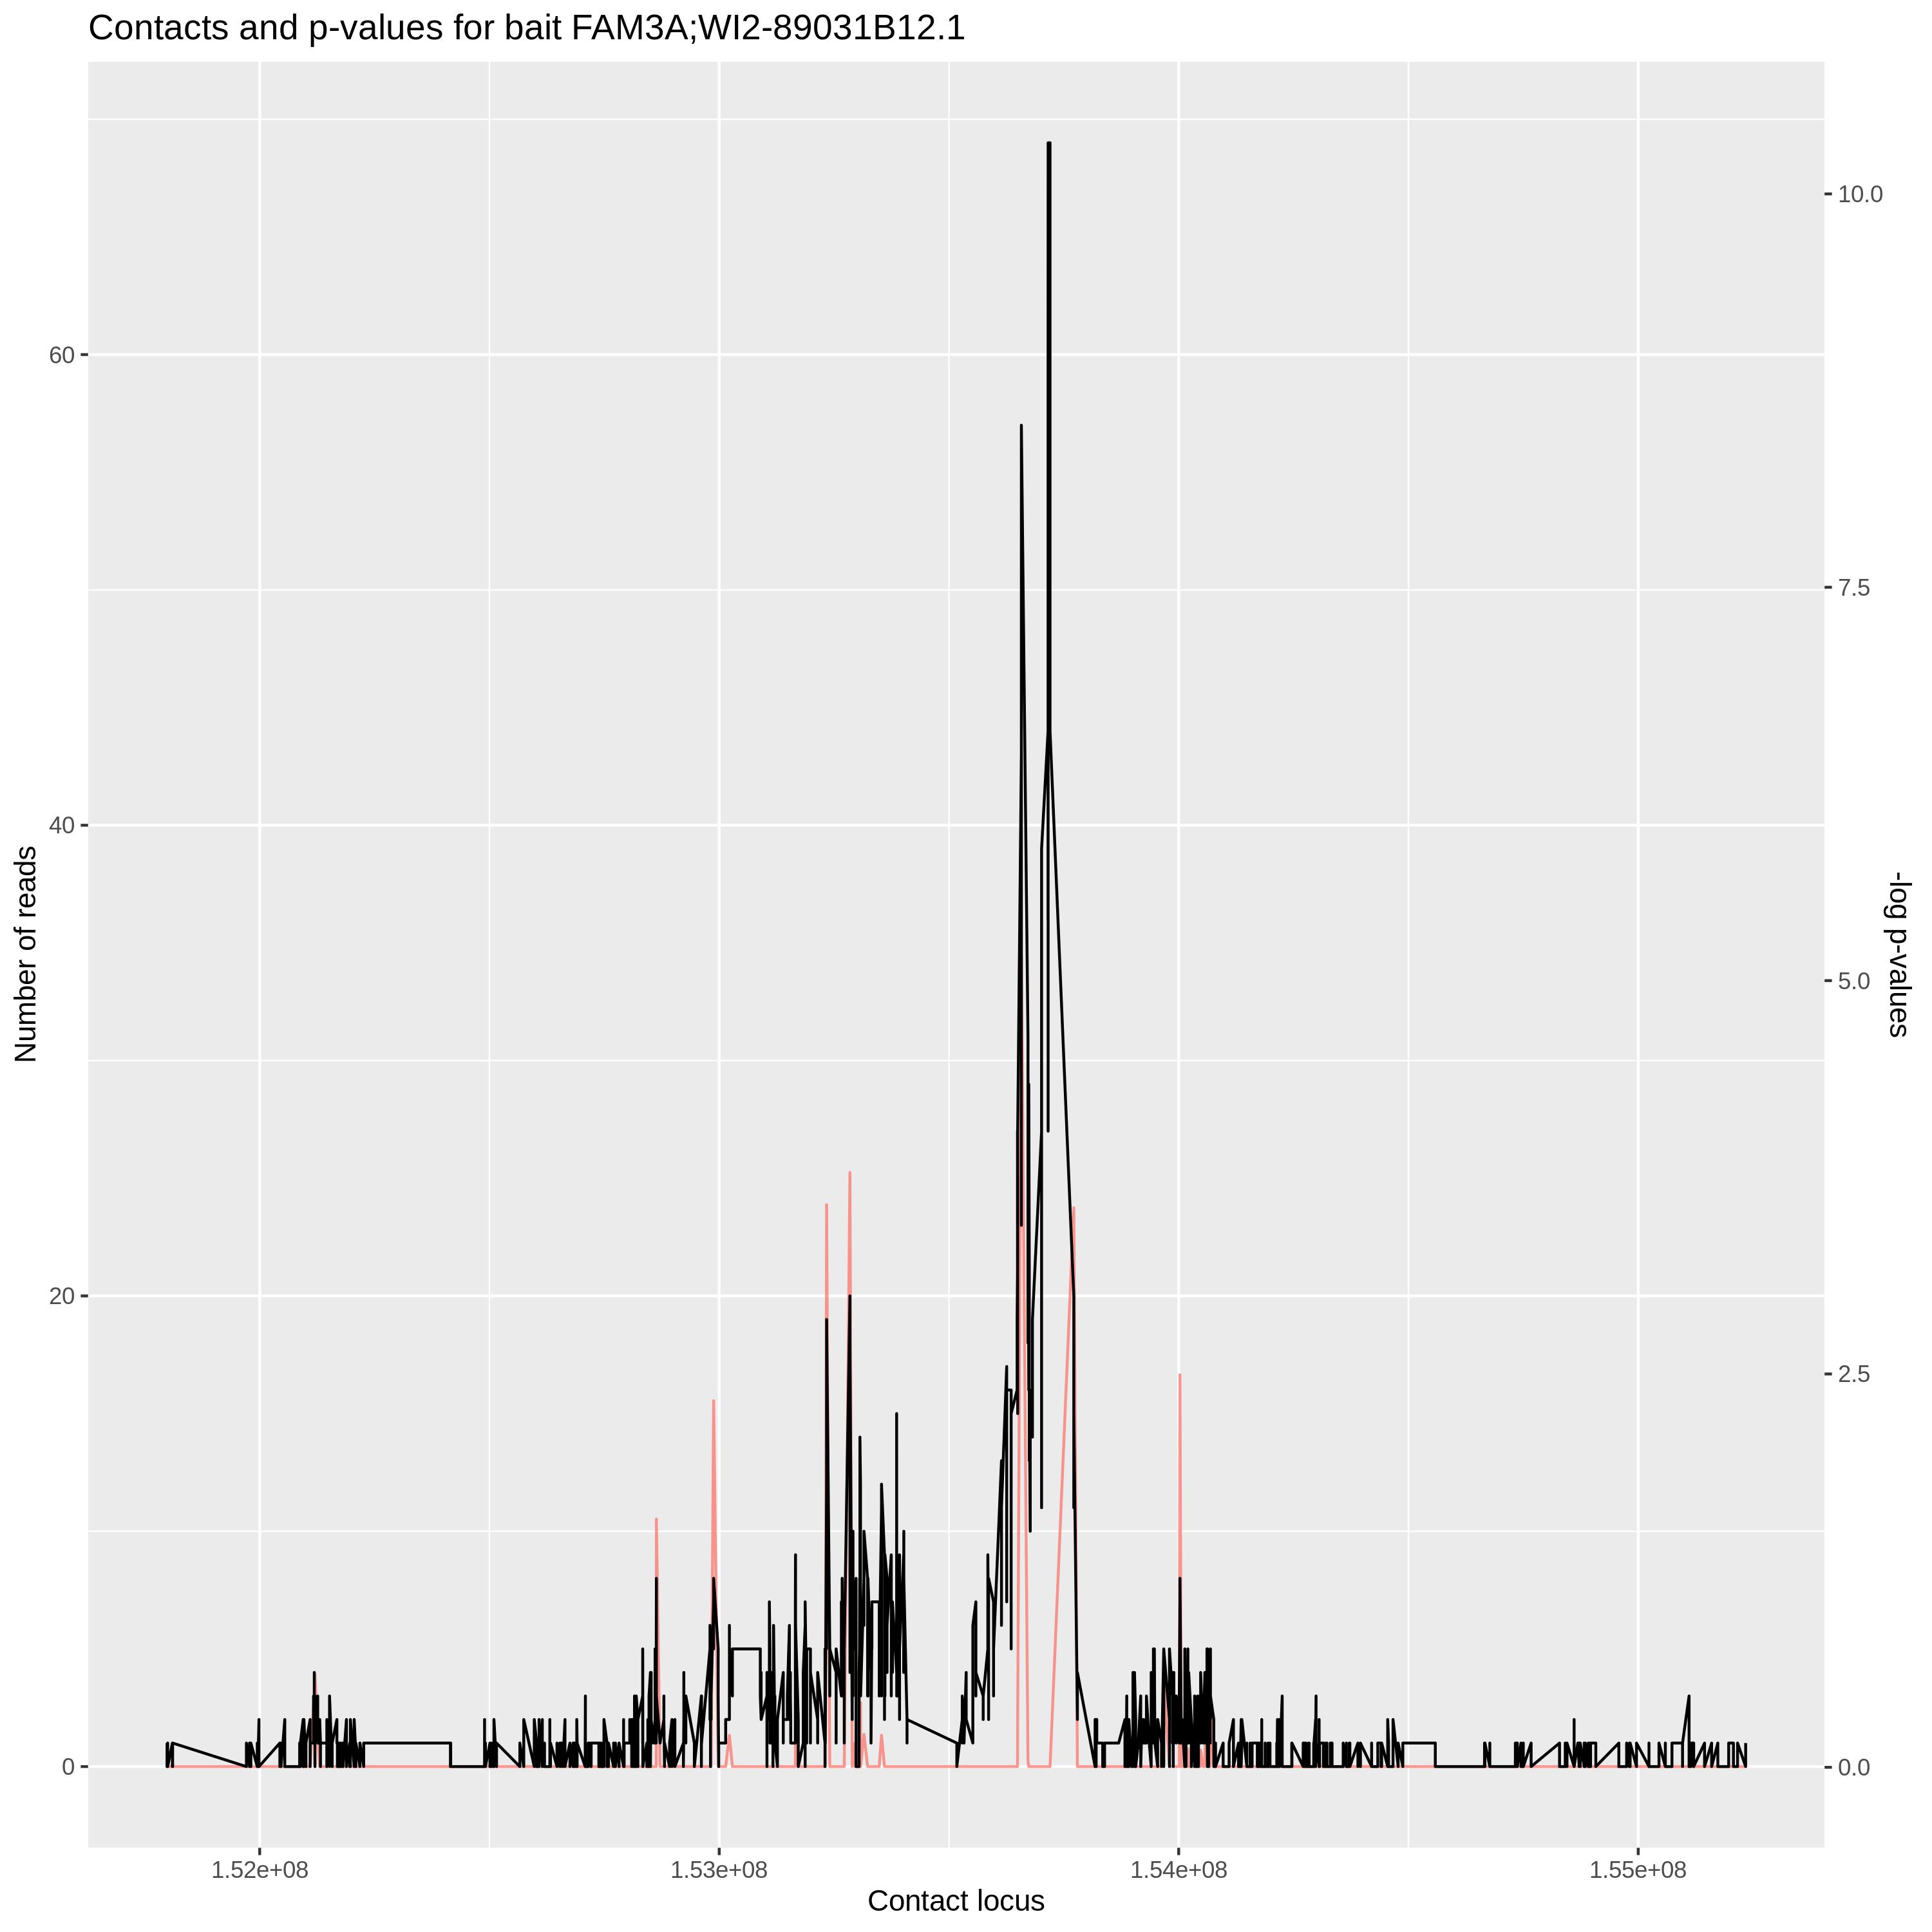 Contacts and p-values for bait FAM3A;WI2-89031B12.1
60
40
20
0
Number of reads
10.0
7.5
5.0
2.5
0.0
-log p-values
1.52e+08
1.53e+08
1.54e+08
1.55e+08
Contact locus